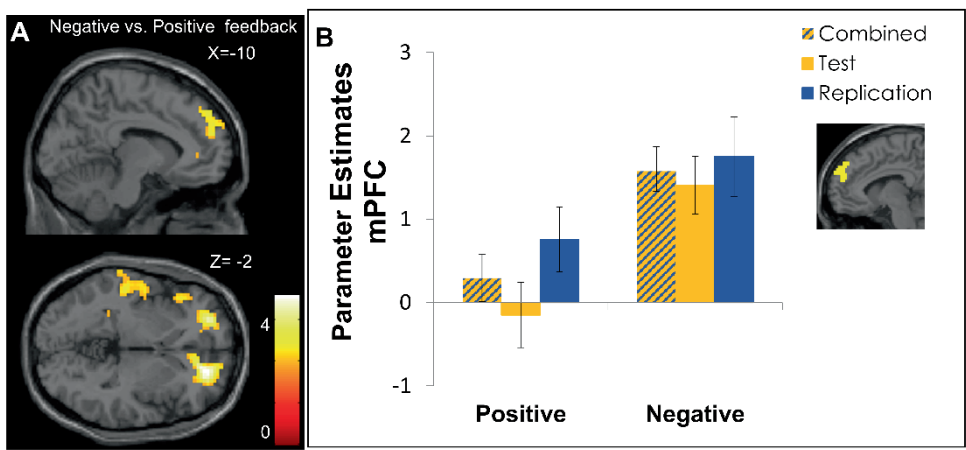 A
Negative vs. Positive feedback
X=-10
Z= -2
4
0
B
Parameter Estimates
mPFC
3
2
1
0
-1
Positive
Negative
Combined
Test
Replication